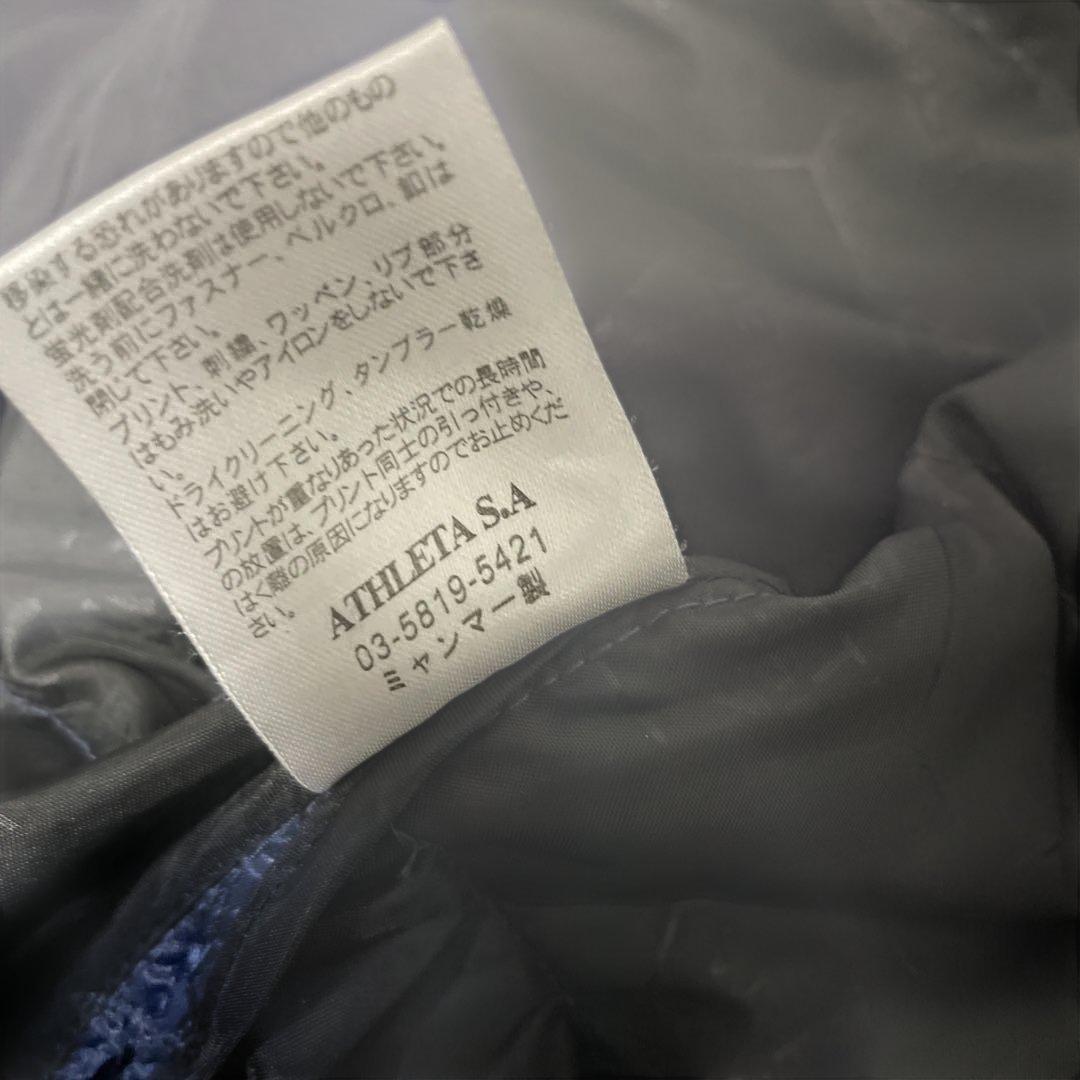 移染する恐れがありますので他のもの
とは一緒に洗わないで下さい。
蛍光剤配合洗剤は使用しないで下さい。
洗う前にファスナー、ベルクロ、釦は
閉じて下さい。
プリント、刺繍、ワッペン、リブ部分
はもみ洗いやアイロンをしないで下さ
い。
ドライクリーニング、タンブラー乾燥
はお避け下さい。
プリントが重なりあった状況での長時間
の放置は、プリント同士の引っ付きや、
はく離の原因になりますのでお止めくだ
さい。
ATHLETA S.A
03-5819-5421
ミャンマー製